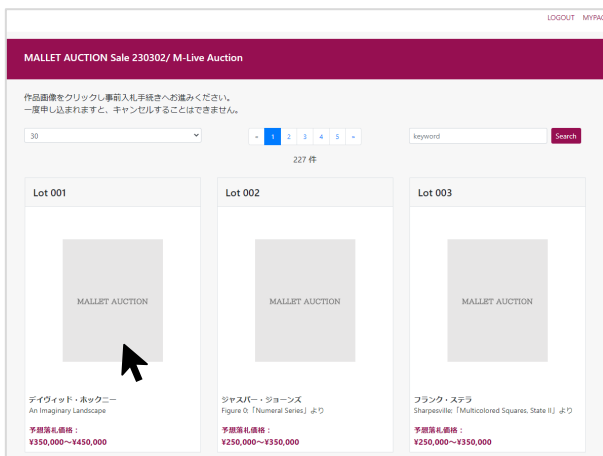 LOGOUT MYPAG
MALLET AUCTION Sale 230302/ M-Live Auction
作品画像をクリックし事前入札手続きへお進みください。
一度申し込まれますと、キャンセルすることはできません。
30
« 1 2 3 4 5 »
keyword
Search
227 件
Lot 001
Lot 002
Lot 003
MALLET AUCTION
MALLET AUCTION
MALLET AUCTION
デイヴィッド・ホックニー
An Imaginary Landscape
予想落札価格：
¥350,000～¥450,000
ジャスパー・ジョーンズ
Figure 0;「Numeral Series」より
予想落札価格：
¥250,000～¥350,000
フランク・ステラ
Sharpesville;「Multicolored Squares, State II」より
予想落札価格：
¥250,000～¥350,000